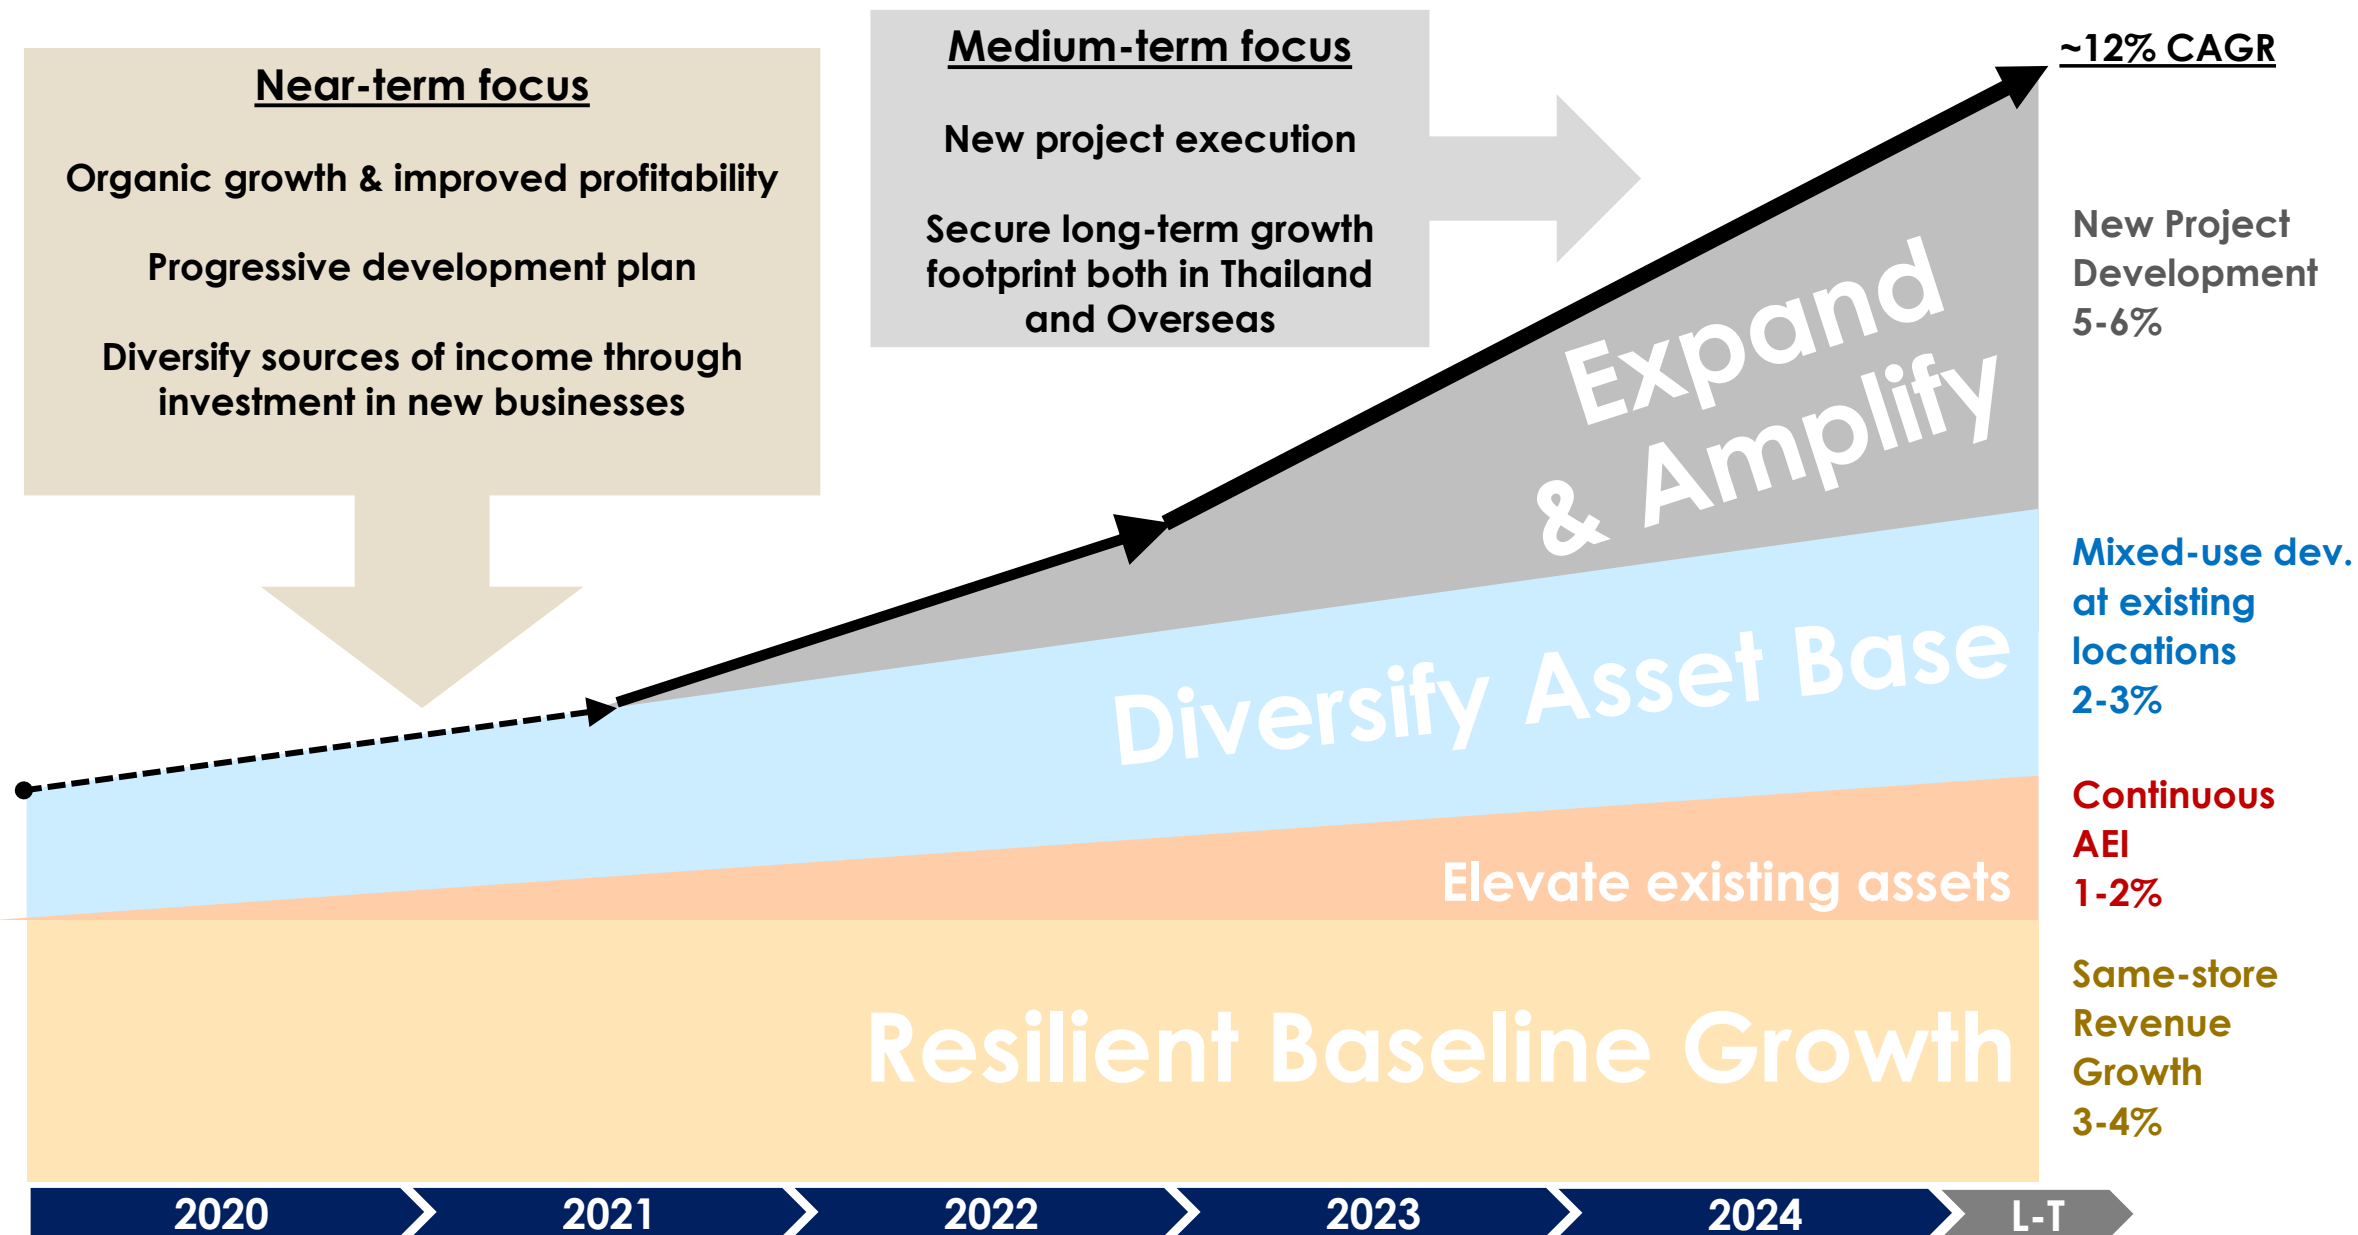 Near-term focus
Organic growth & improved profitability
Progressive development plan
Diversify sources of income through
investment in new businesses
Medium-term focus
New project execution
Secure long-term growth
footprint both in Thailand
and Overseas
~12% CAGR
New Project
Development
5-6%
Expand
& Amplify
Mixed-use dev.
at existing
locations
2-3%
Diversify Asset Base
Continuous
AEI
1-2%
Elevate existing assets
Same-store
Revenue
Growth
3-4%
Resilient Baseline Growth
2020
2021
2022
2023
2024
L-T